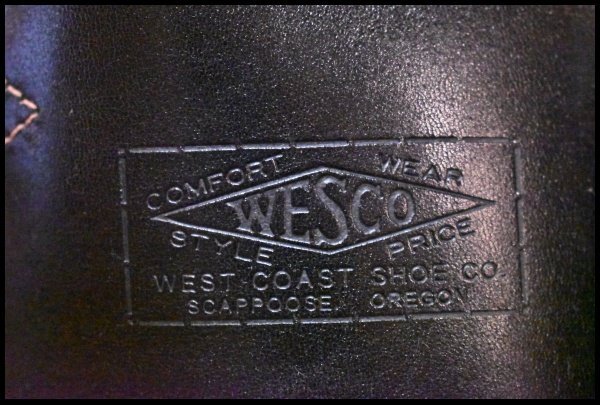 COMFORT WEAR
WESCO
STYLE PRICE
WEST COAST SHOE CO.
SCAPPOOSE, OREGON